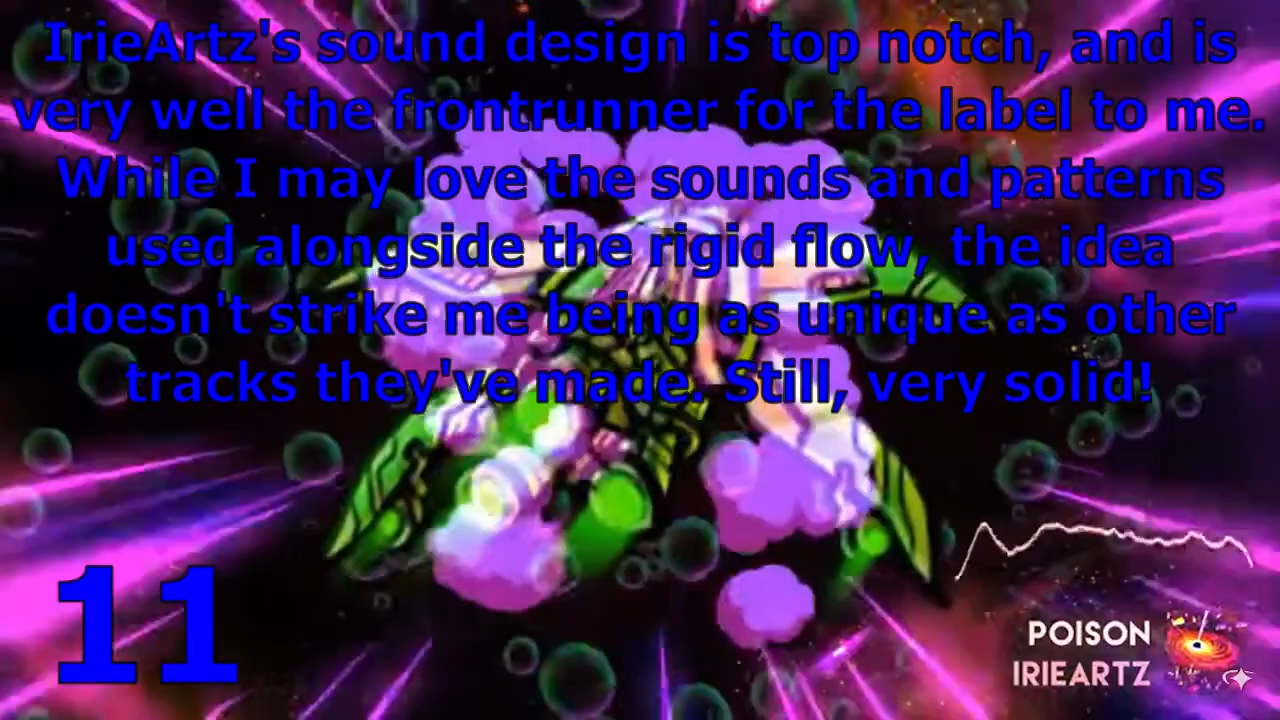 IrieArtz's sound design is top notch, and is
very well the frontrunner for the label to me.
While I may love the sounds and patterns
used alongside the rigid flow, the idea
doesn't strike me being as unique as other
tracks they've made. Still, very solid!
11
POISON
IRIEARTZ